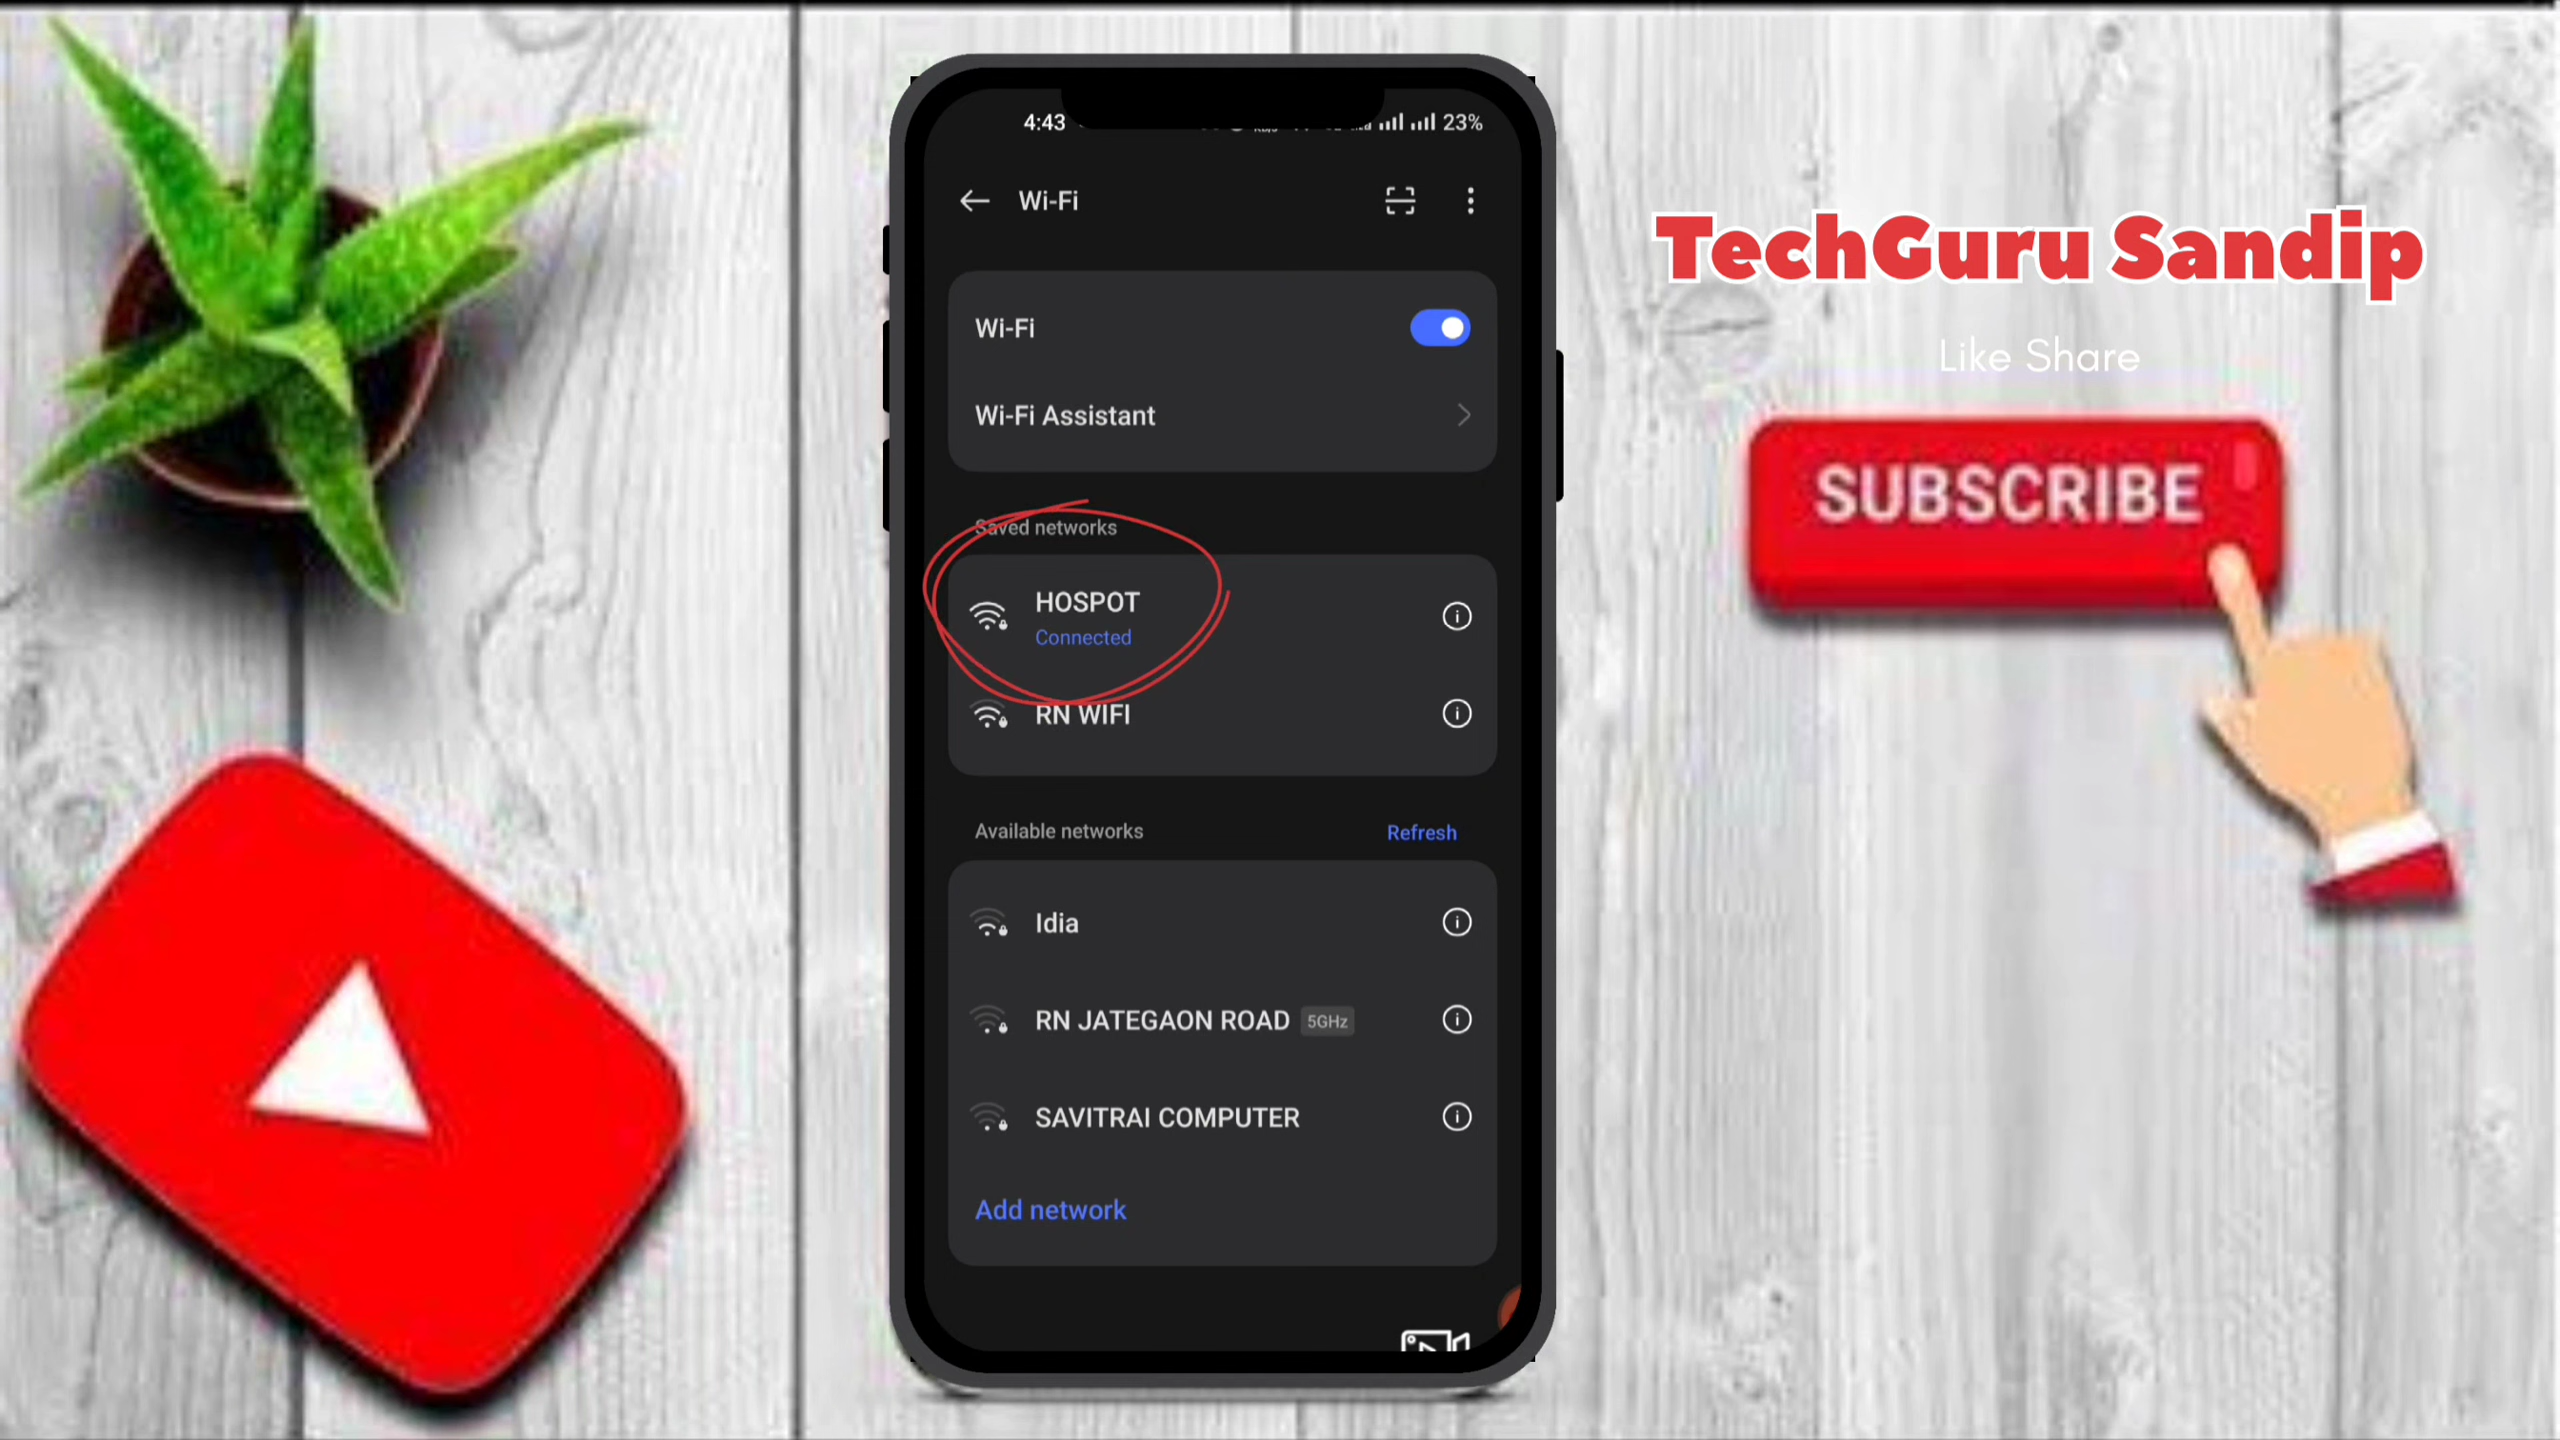 4:43
23%
Wi-Fi
Wi-Fi
Wi-Fi Assistant
Saved networks
HOSPOT
Connected
RN WIFI
Available networks
Refresh
Idia
RN JATEGAON ROAD 5GHz
SAVITRAI COMPUTER
Add network
TechGuru Sandip
Like Share
SUBSCRIBE